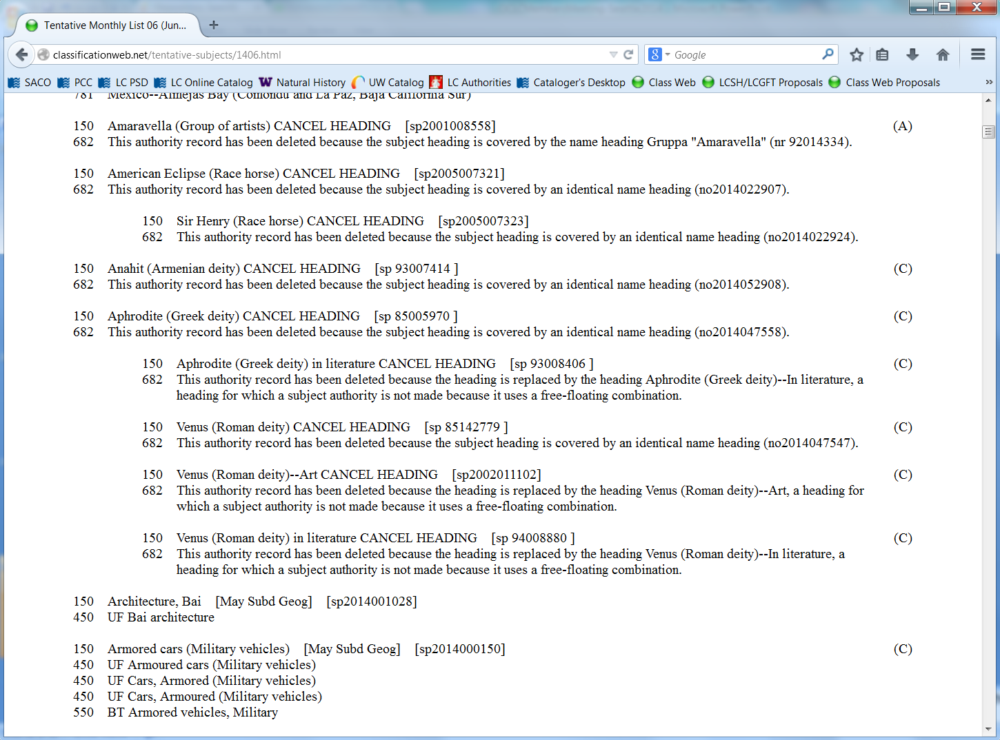 Tentative Monthly List 06 (Jun...
classificationweb.net/tentative-subjects/1406.html
Google
SACO PCC LC PSD LC Online Catalog Natural History UW Catalog LC Authorities Cataloger's Desktop Class Web LCSH/LCGFT Proposals Class Web Proposals »
781 Mexico--Almejas Bay (Comondú and La Paz, Baja California Sur)
150 Amaravella (Group of artists) CANCEL HEADING [sp2001008558] (A)
682 This authority record has been deleted because the subject heading is covered by the name heading Gruppa "Amaravella" (nr 92014334).
150 American Eclipse (Race horse) CANCEL HEADING [sp2005007321]
682 This authority record has been deleted because the subject heading is covered by an identical name heading (no2014022907).
150 Sir Henry (Race horse) CANCEL HEADING [sp2005007323]
682 This authority record has been deleted because the subject heading is covered by an identical name heading (no2014022924).
150 Anahit (Armenian deity) CANCEL HEADING [sp 93007414 ] (C)
682 This authority record has been deleted because the subject heading is covered by an identical name heading (no2014052908).
150 Aphrodite (Greek deity) CANCEL HEADING [sp 85005970 ] (C)
682 This authority record has been deleted because the subject heading is covered by an identical name heading (no2014047558).
150 Aphrodite (Greek deity) in literature CANCEL HEADING [sp 93008406 ] (C)
682 This authority record has been deleted because the heading is replaced by the heading Aphrodite (Greek deity)--In literature, a
heading for which a subject authority is not made because it uses a free-floating combination.
150 Venus (Roman deity) CANCEL HEADING [sp 85142779 ] (C)
682 This authority record has been deleted because the subject heading is covered by an identical name heading (no2014047547).
150 Venus (Roman deity)--Art CANCEL HEADING [sp2002011102] (C)
682 This authority record has been deleted because the heading is replaced by the heading Venus (Roman deity)--Art, a heading for
which a subject authority is not made because it uses a free-floating combination.
150 Venus (Roman deity) in literature CANCEL HEADING [sp 94008880 ] (C)
682 This authority record has been deleted because the heading is replaced by the heading Venus (Roman deity)--In literature, a
heading for which a subject authority is not made because it uses a free-floating combination.
150 Architecture, Bai [May Subd Geog] [sp2014001028]
450 UF Bai architecture
150 Armored cars (Military vehicles) [May Subd Geog] [sp2014000150] (C)
450 UF Armoured cars (Military vehicles)
450 UF Cars, Armored (Military vehicles)
450 UF Cars, Armoured (Military vehicles)
550 BT Armored vehicles, Military